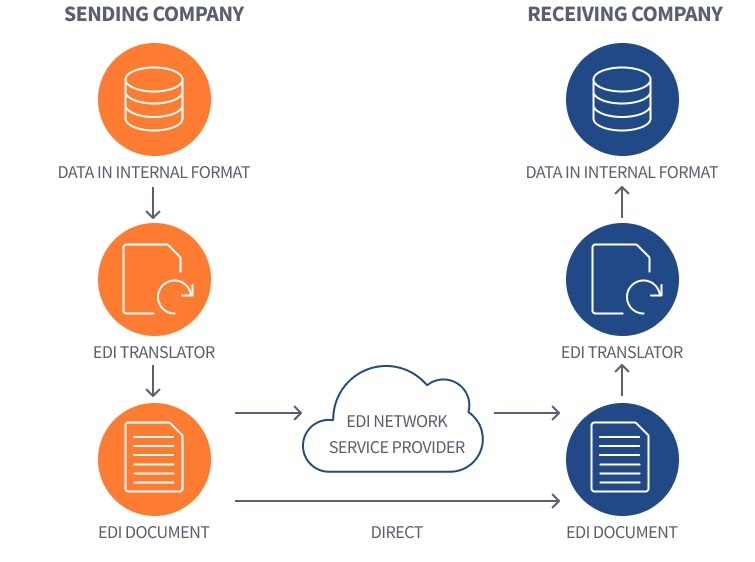 SENDING COMPANY
RECEIVING COMPANY
DATA IN INTERNAL FORMAT
DATA IN INTERNAL FORMAT
EDI TRANSLATOR
EDI TRANSLATOR
EDI NETWORK
SERVICE PROVIDER
EDI DOCUMENT
DIRECT
EDI DOCUMENT